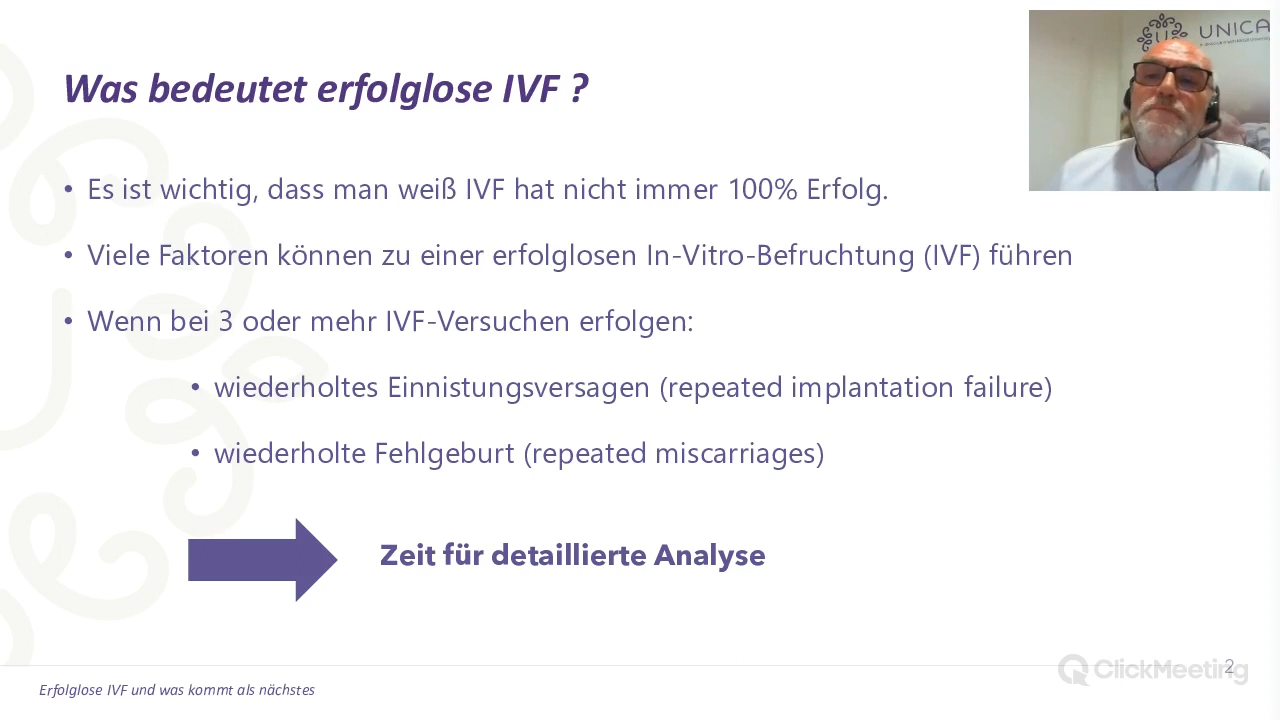 Was bedeutet erfolglose IVF ?
UNICA
• Es ist wichtig, dass man weiß IVF hat nicht immer 100% Erfolg.
• Viele Faktoren können zu einer erfolglosen In-Vitro-Befruchtung (IVF) führen
• Wenn bei 3 oder mehr IVF-Versuchen erfolgen:
• wiederholtes Einnistungsversagen (repeated implantation failure)
• wiederholte Fehlgeburt (repeated miscarriages)
Zeit für detaillierte Analyse
ClickMeeting
2
Erfolglose IVF und was kommt als nächstes